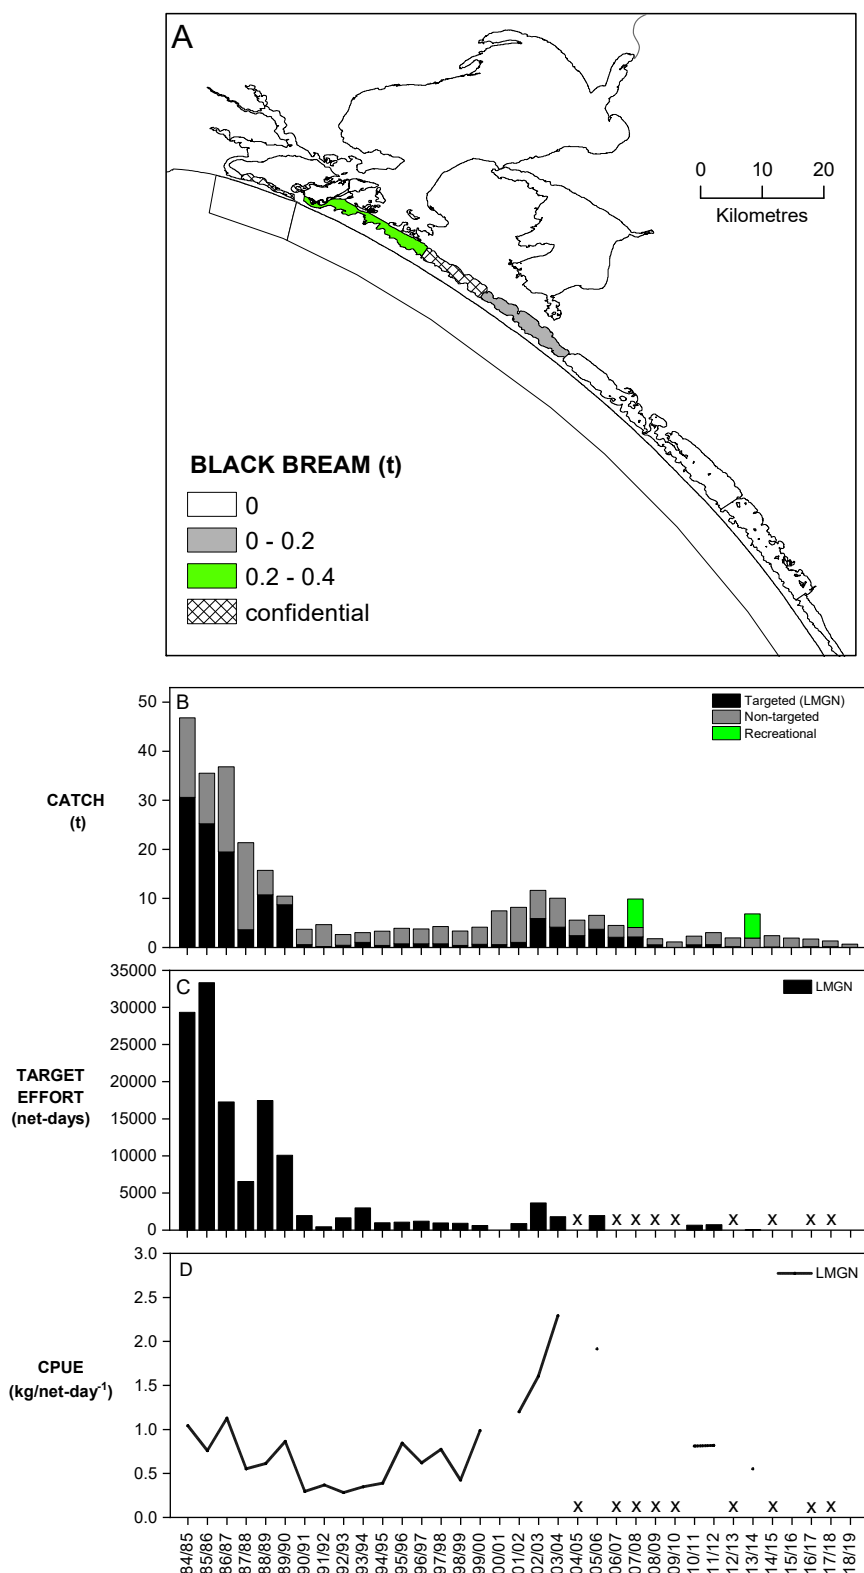 A
0 10 20
Kilometres
BLACK BREAM (t)
0
0 - 0.2
0.2 - 0.4
confidential
B
50
40
30
20
10
0
CATCH
(t)
Targeted (LMGN)
Non-targeted
Recreational
C
35000
30000
25000
20000
15000
10000
5000
0
TARGET
EFFORT
(net-days)
LMGN
x x x x x x x x x
D
3.0
2.5
2.0
1.5
1.0
0.5
0.0
CPUE
(kg/net-day-1)
LMGN
x x x x x x x x x
84/85
85/86
86/87
87/88
88/89
89/90
90/91
91/92
92/93
93/94
94/95
95/96
96/97
97/98
98/99
99/00
00/01
01/02
02/03
03/04
04/05
05/06
06/07
07/08
08/09
09/10
10/11
11/12
12/13
13/14
14/15
15/16
16/17
17/18
18/19